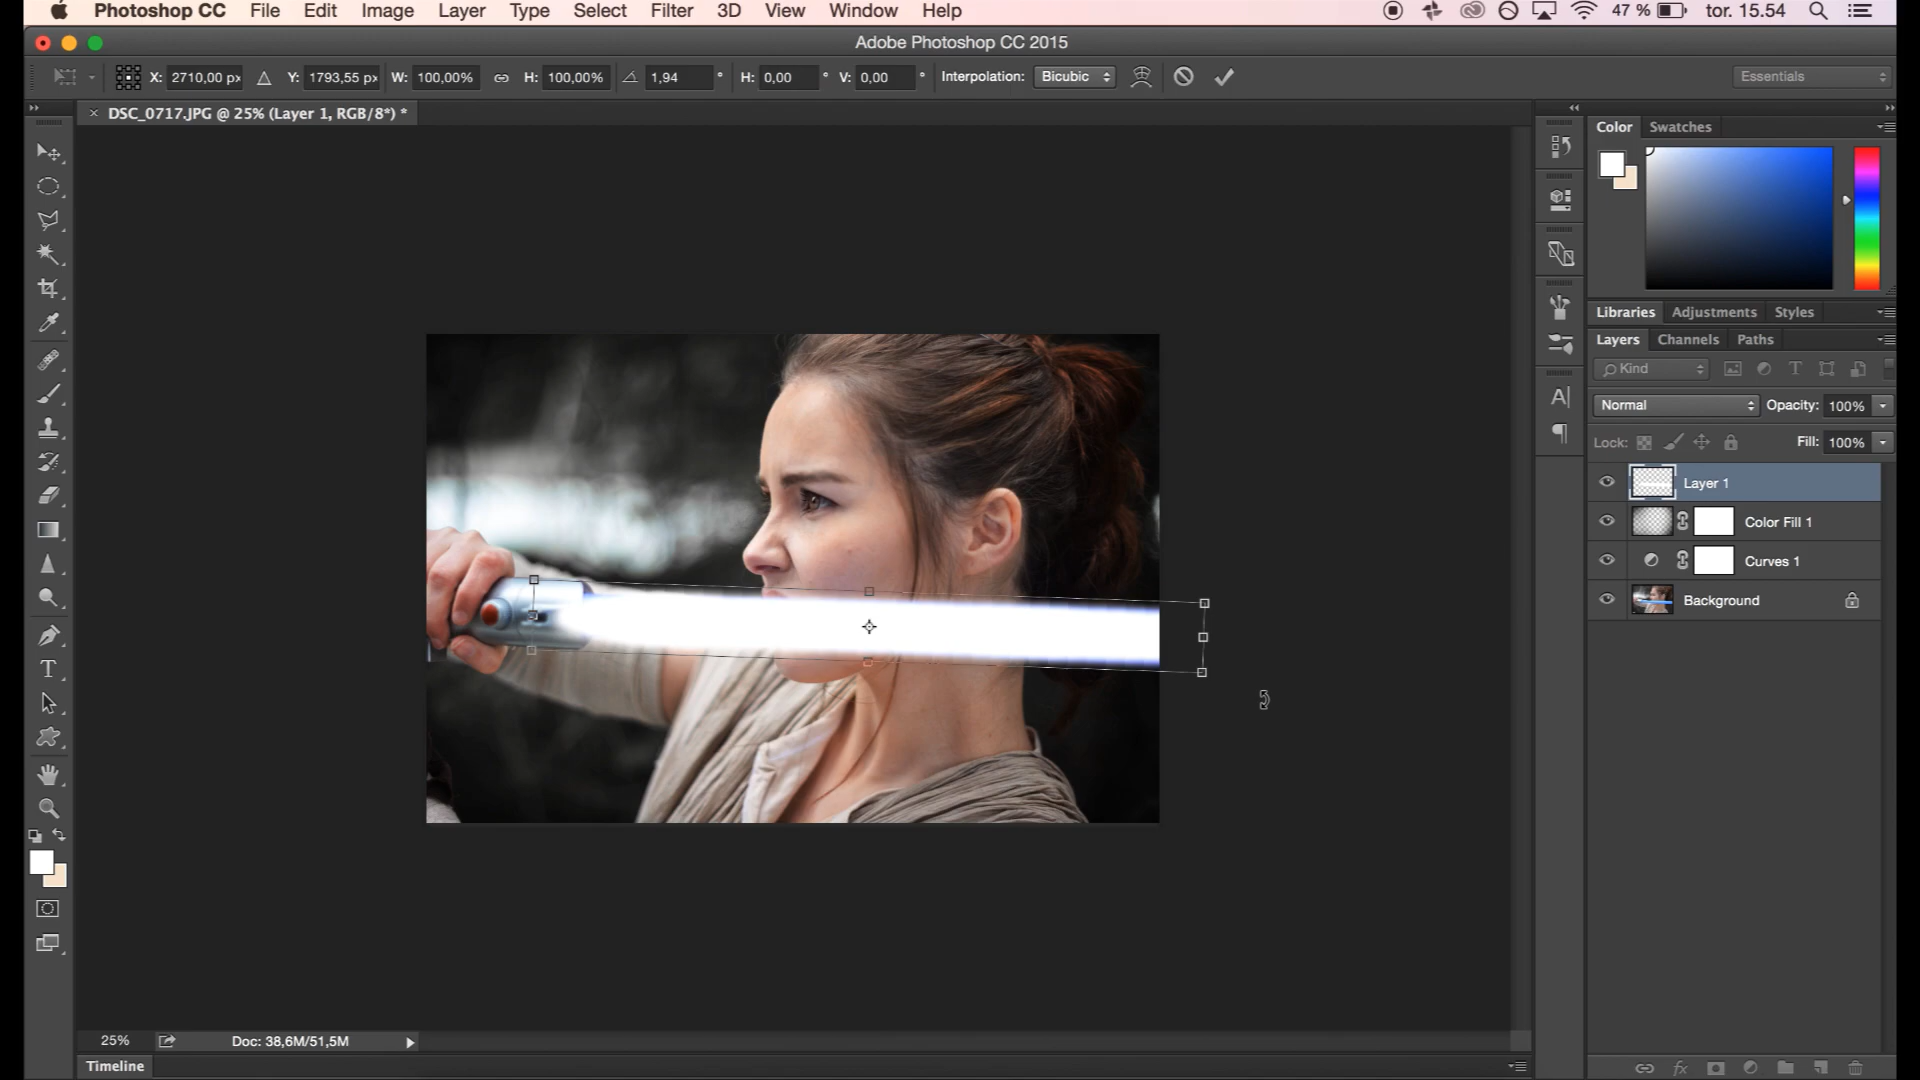 Photoshop CC File Edit Image Layer Type Select Filter 3D View Window Help 47 % tor. 15.54
Adobe Photoshop CC 2015
X: 2710,00 px Y: 1793,55 px W: 100,00% H: 100,00% 1,94 ° H: 0,00 ° V: 0,00 ° Interpolation: Bicubic Essentials
DSC_0717.JPG @ 25% (Layer 1, RGB/8*) *
Color Swatches
Libraries Adjustments Styles
Layers Channels Paths
Kind
Normal Opacity: 100%
Lock: Fill: 100%
Layer 1
Color Fill 1
Curves 1
Background
25% Doc: 38,6M/51,5M
Timeline